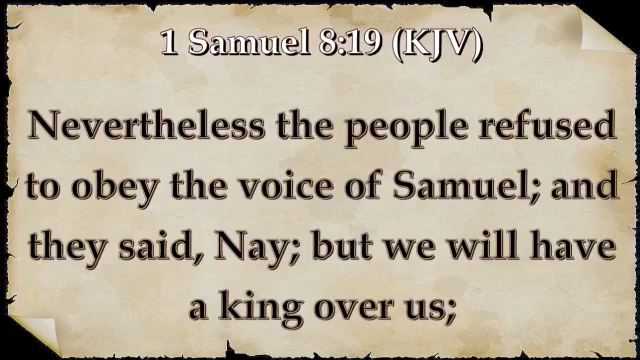 1 Samuel 8:19 (KJV)
Nevertheless the people refused
to obey the voice of Samuel; and
they said, Nay; but we will have
a king over us;